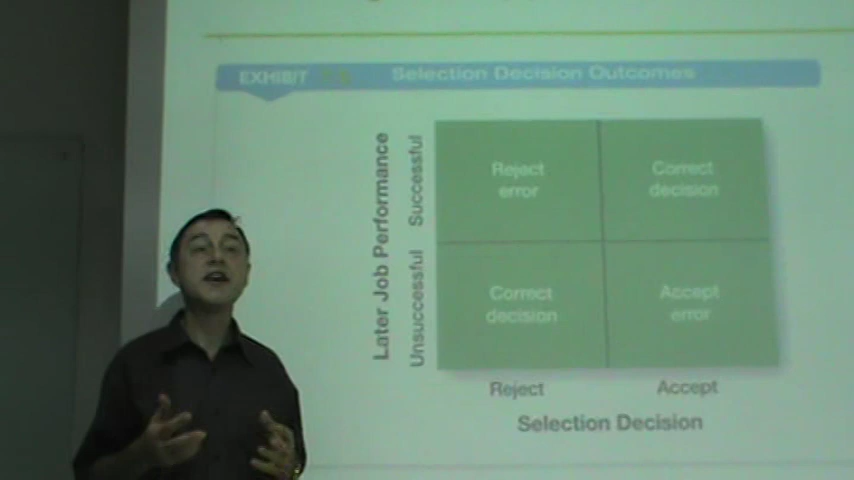 EXHIBIT
Selection Decision Outcomes
Later Job Performance
Successful
Unsuccessful
Reject
error
Correct
decision
Correct
decision
Accept
error
Reject
Accept
Selection Decision